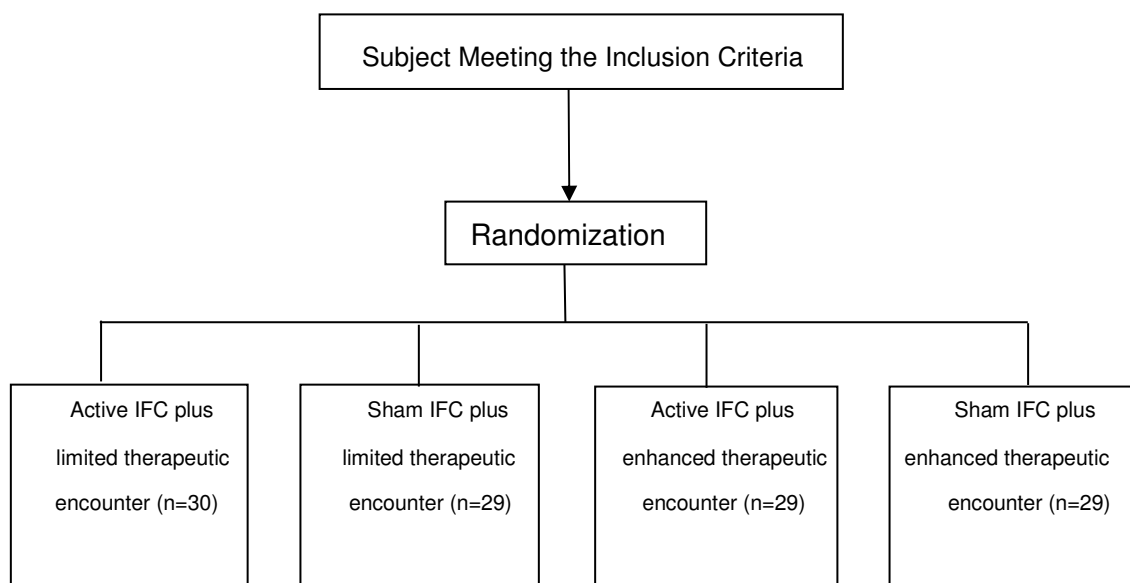 Subject Meeting the Inclusion Criteria
Randomization
Active IFC plus
limited therapeutic
encounter (n=30)
Sham IFC plus
limited therapeutic
encounter (n=29)
Active IFC plus
enhanced therapeutic
encounter (n=29)
Sham IFC plus
enhanced therapeutic
encounter (n=29)